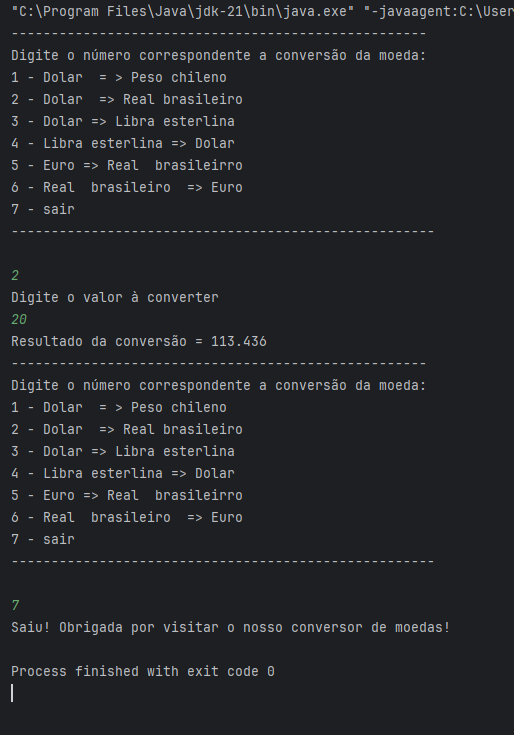 "C:\Program Files\Java\jdk-21\bin\java.exe" "-javaagent:C:\User
----------------------------------------------------
Digite o número correspondente a conversão da moeda:
1 - Dolar  = > Peso chileno
2 - Dolar  => Real brasileiro
3 - Dolar => Libra esterlina
4 - Libra esterlina => Dolar
5 - Euro => Real  brasileirro
6 - Real  brasileiro  => Euro
7 - sair
-----------------------------------------------------
2
Digite o valor à converter
20
Resultado da conversão = 113.436
----------------------------------------------------
Digite o número correspondente a conversão da moeda:
1 - Dolar  = > Peso chileno
2 - Dolar  => Real brasileiro
3 - Dolar => Libra esterlina
4 - Libra esterlina => Dolar
5 - Euro => Real  brasileirro
6 - Real  brasileiro  => Euro
7 - sair
-----------------------------------------------------
7
Saiu! Obrigada por visitar o nosso conversor de moedas!
Process finished with exit code 0